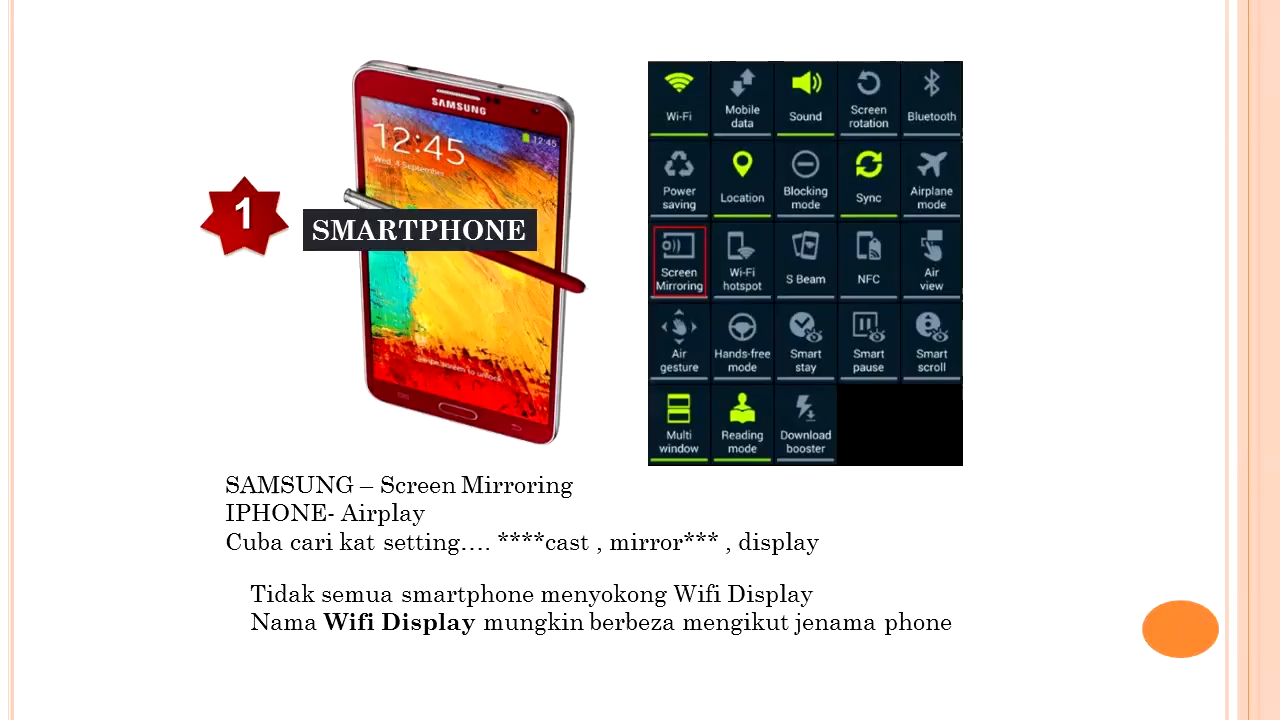 SAMSUNG
12:45
12:45
Wed, 4 September
1
SMARTPHONE
Swipe screen to unlock
Wi-Fi
Mobile
data
Sound
Screen
rotation
Bluetooth
Power
saving
Location
Blocking
mode
Sync
Airplane
mode
Screen
Mirroring
Wi-Fi
hotspot
S Beam
NFC
Air
view
Air
gesture
Hands-free
mode
Smart
stay
Smart
pause
Smart
scroll
Multi
window
Reading
mode
Download
booster
SAMSUNG – Screen Mirroring
IPHONE- Airplay
Cuba cari kat setting…. ****cast , mirror*** , display
Tidak semua smartphone menyokong Wifi Display
Nama Wifi Display mungkin berbeza mengikut jenama phone